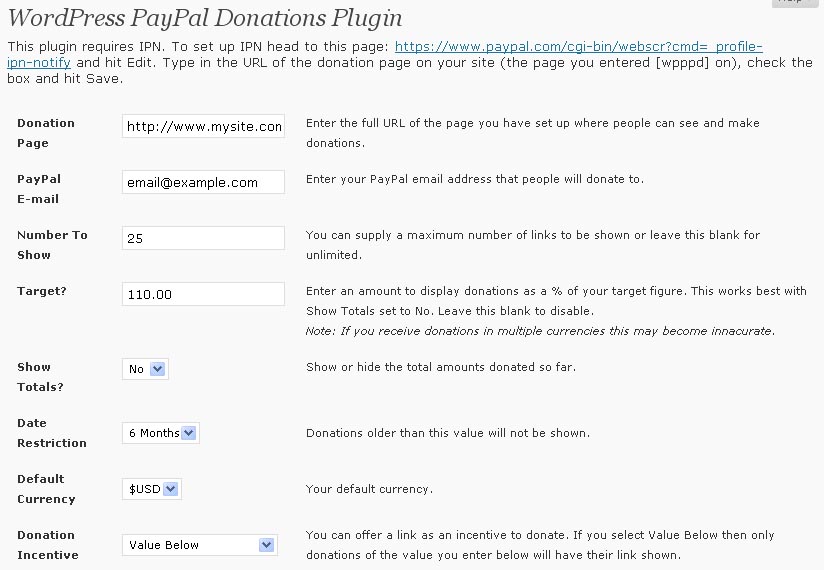 WordPress PayPal Donations Plugin
This plugin requires IPN. To set up IPN head to this page: https://www.paypal.com/cgi-bin/webscr?cmd=_profile-
ipn-notify and hit Edit. Type in the URL of the donation page on your site (the page you entered [wpppd] on), check the
box and hit Save.
Donation
Page
http://www.mysite.con
Enter the full URL of the page you have set up where people can see and make
donations.
PayPal
E-mail
email@example.com
Enter your PayPal email address that people will donate to.
Number To
Show
25
You can supply a maximum number of links to be shown or leave this blank for
unlimited.
Target?
110.00
Enter an amount to display donations as a % of your target figure. This works best with
Show Totals set to No. Leave this blank to disable.
Note: If you receive donations in multiple currencies this may become innacurate.
Show
Totals?
No
Show or hide the total amounts donated so far.
Date
Restriction
6 Months
Donations older than this value will not be shown.
Default
Currency
$USD
Your default currency.
Donation
Incentive
Value Below
You can offer a link as an incentive to donate. If you select Value Below then only
donations of the value you enter below will have their link shown.